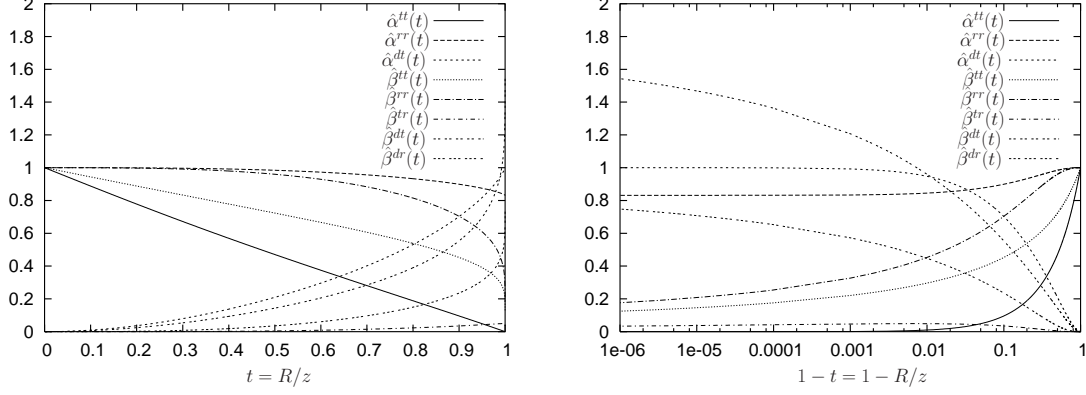 2
1.8
1.6
1.4
1.2
1
0.8
0.6
0.4
0.2
0
0 0.1 0.2 0.3 0.4 0.5 0.6 0.7 0.8 0.9 1
t = R/z
α̂^{tt}(t)
α̂^{rr}(t)
α̂^{dt}(t)
β̂^{tt}(t)
β̂^{rr}(t)
β̂^{tr}(t)
β̂^{dt}(t)
β̂^{dr}(t)
2
1.8
1.6
1.4
1.2
1
0.8
0.6
0.4
0.2
0
1e-06 1e-05 0.0001 0.001 0.01 0.1 1
1 − t = 1 − R/z
α̂^{tt}(t)
α̂^{rr}(t)
α̂^{dt}(t)
β̂^{tt}(t)
β̂^{rr}(t)
β̂^{tr}(t)
β̂^{dt}(t)
β̂^{dr}(t)